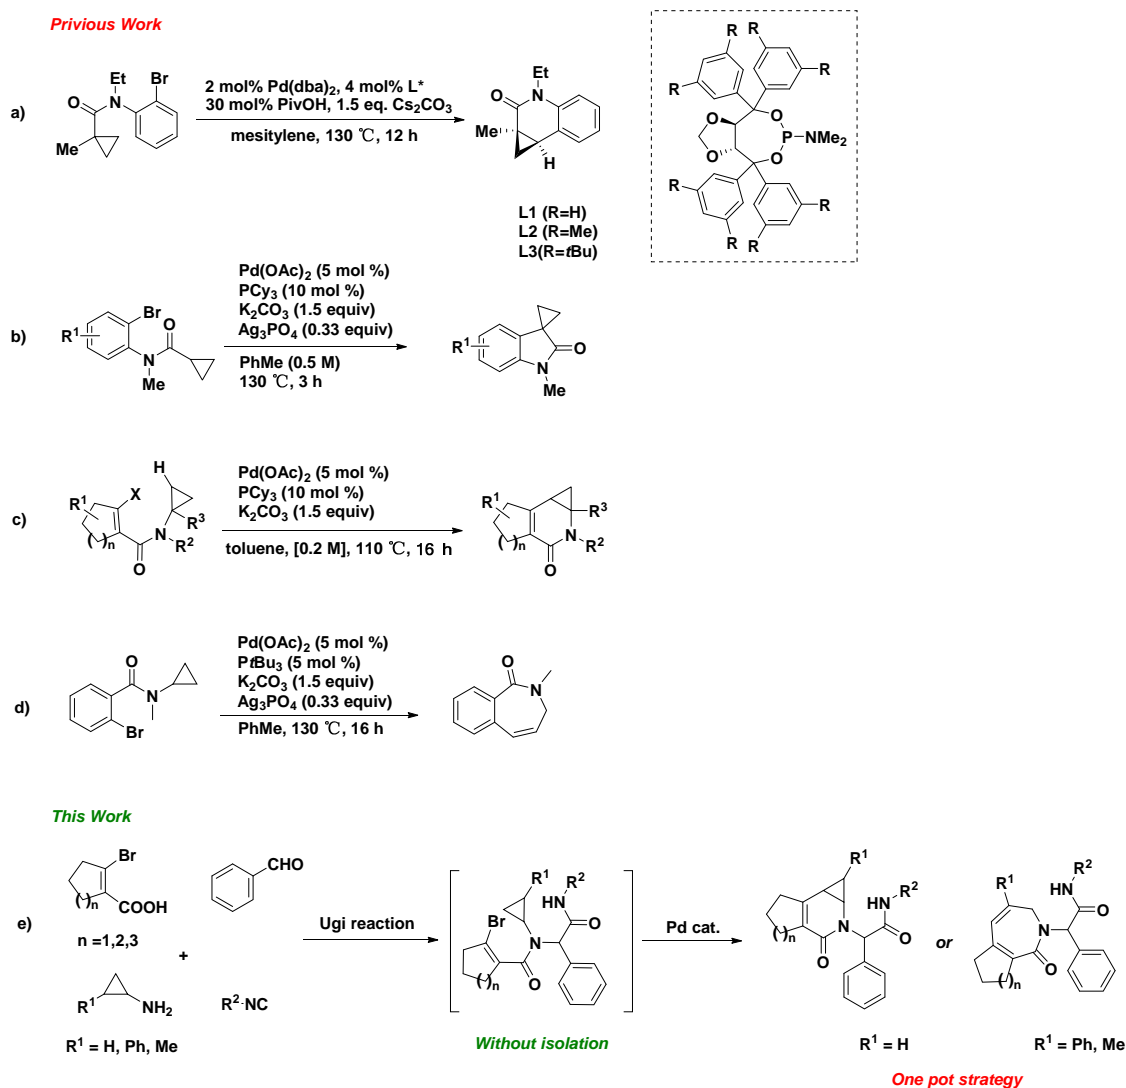 Privious Work
a)
Et
Br
N
O
Me
2 mol% Pd(dba)2, 4 mol% L*
30 mol% PivOH, 1.5 eq. Cs2CO3
mesitylene, 130 ℃, 12 h
Et
O
N
Me
H
L1 (R=H)
L2 (R=Me)
L3(R=tBu)
R
R
R
R
O
O
O
P
NMe2
O
R
R
R
R
b)
Br
R1
O
N
Me
Pd(OAc)2 (5 mol %)
PCy3 (10 mol %)
K2CO3 (1.5 equiv)
Ag3PO4 (0.33 equiv)
PhMe (0.5 M)
130 ℃, 3 h
R1
O
N
Me
c)
H
X
R1
R3
N
R2
( )n
O
Pd(OAc)2 (5 mol %)
PCy3 (10 mol %)
K2CO3 (1.5 equiv)
toluene, [0.2 M], 110 ℃, 16 h
R1
R3
N
R2
( )n
O
d)
O
N
Br
Pd(OAc)2 (5 mol %)
PtBu3 (5 mol %)
K2CO3 (1.5 equiv)
Ag3PO4 (0.33 equiv)
PhMe, 130 ℃, 16 h
O
N
This Work
e)
Br
( )n
COOH
n =1,2,3
CHO
+
R1
NH2
R2-NC
R1 = H, Ph, Me
Ugi reaction
R1
R2
HN
Br
O
N
( )n
O
Without isolation
Pd cat.
R1
R2
HN
N
O
( )n
O
R1 = H
or
R1
R2
HN
O
N
( )n
O
R1 = Ph, Me
One pot strategy